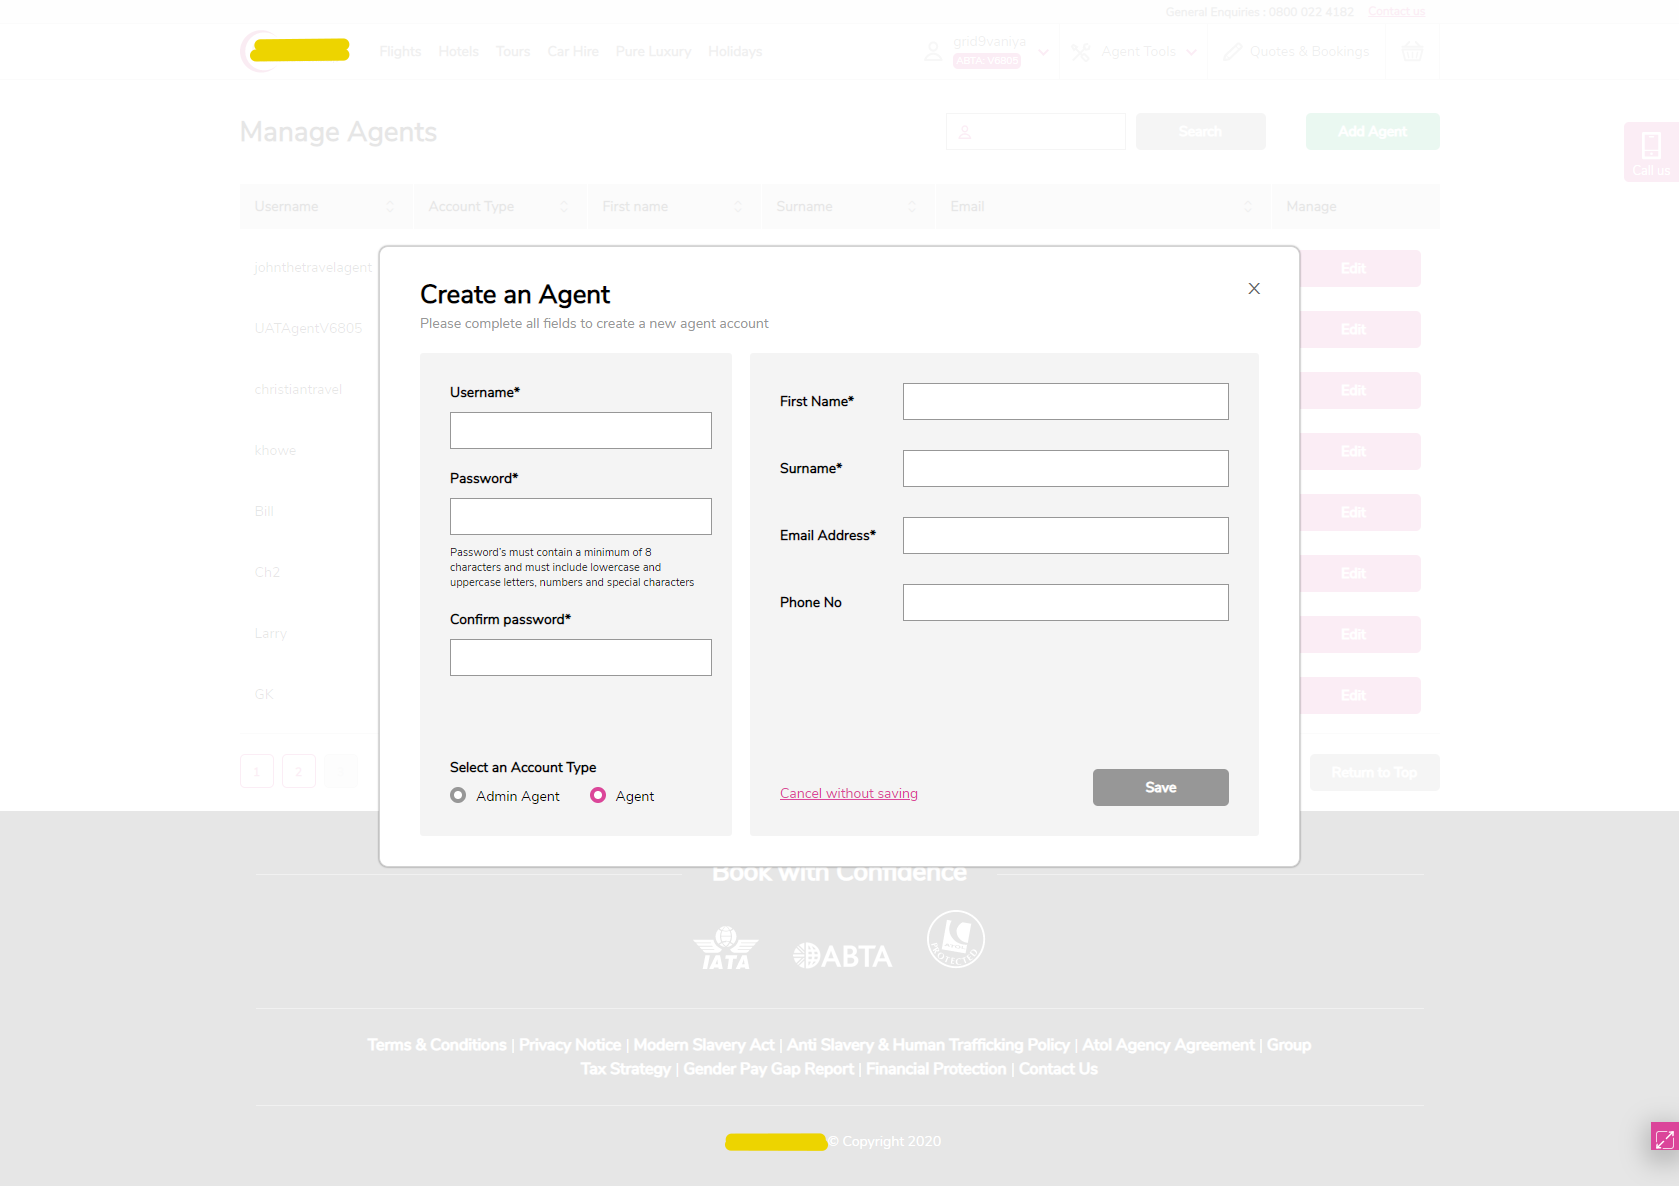 General Enquiries : 0800 022 4182 Contact us
Flights Hotels Tours Car Hire Pure Luxury Holidays
grid9vaniya
ABTA: V6805
Agent Tools Quotes & Bookings
Manage Agents
Search Add Agent
Call us
Username Account Type First name Surname Email Manage
johnthetravelagent Edit
UATAgentV6805 Edit
christiantravel Edit
khowe Edit
Bill Edit
Ch2 Edit
Larry Edit
GK Edit
Create an Agent
X
Please complete all fields to create a new agent account
Username*
Password*
Password's must contain a minimum of 8
characters and must include lowercase and
uppercase letters, numbers and special characters
Confirm password*
Select an Account Type
Admin Agent Agent
First Name*
Surname*
Email Address*
Phone No
Cancel without saving
Save
1 2
Return to Top
Book with Confidence
IATA
ABTA
PROTECTED
Terms & Conditions | Privacy Notice | Modern Slavery Act | Anti Slavery & Human Trafficking Policy | Atol Agency Agreement | Group
Tax Strategy | Gender Pay Gap Report | Financial Protection | Contact Us
© Copyright 2020